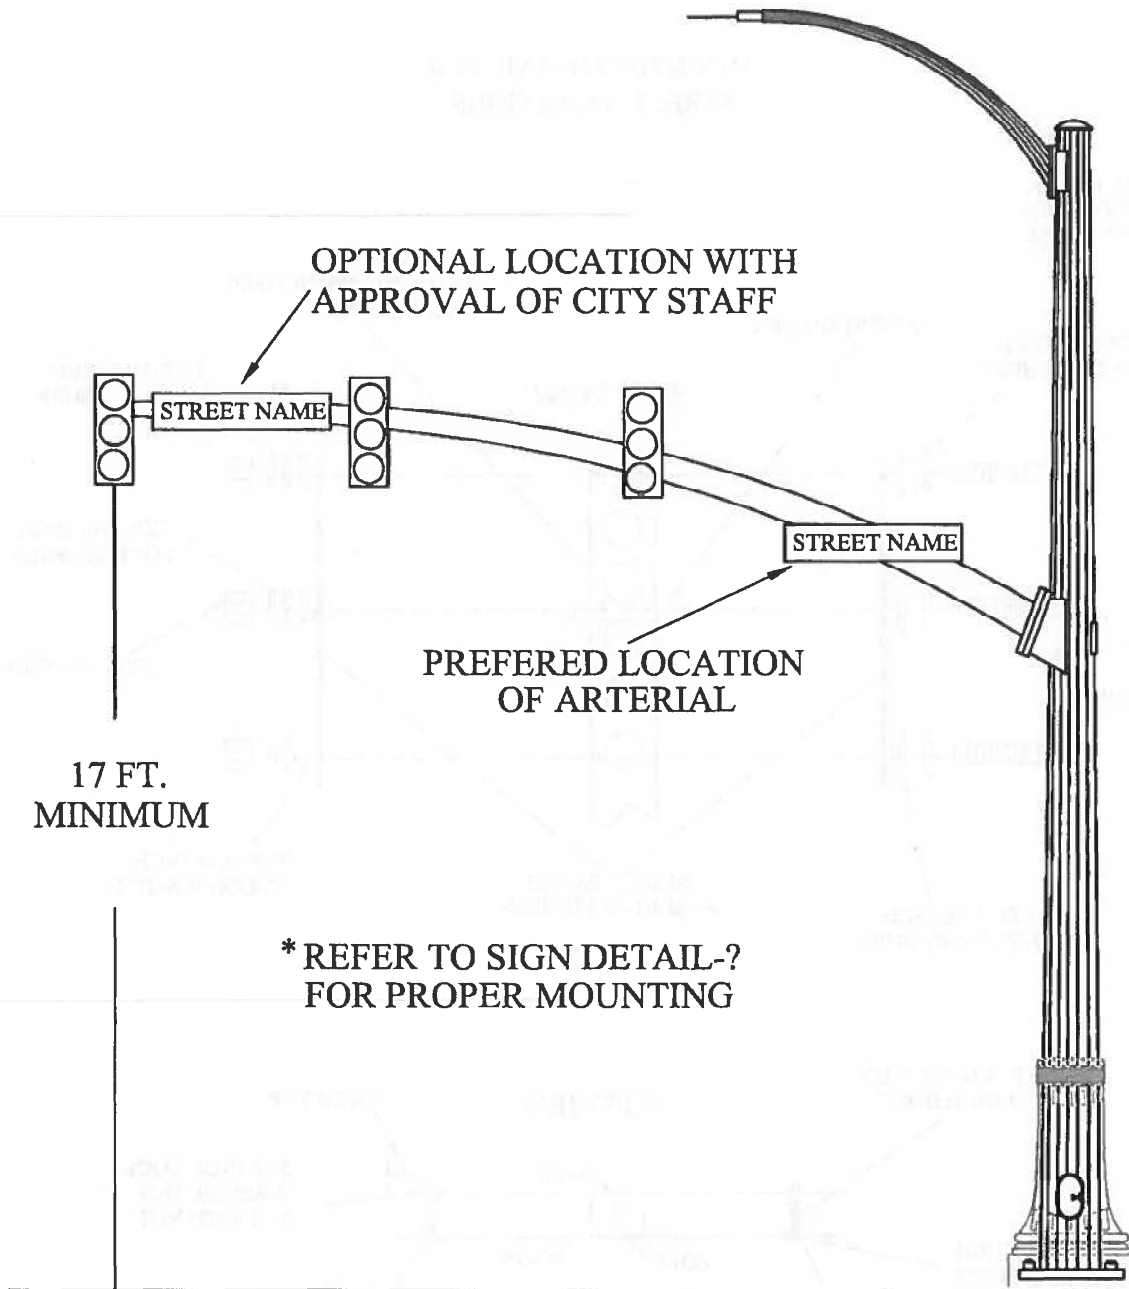 OPTIONAL LOCATION WITH
APPROVAL OF CITY STAFF
STREET NAME
STREET NAME
PREFERED LOCATION
OF ARTERIAL
17 FT.
MINIMUM
* REFER TO SIGN DETAIL-?
FOR PROPER MOUNTING